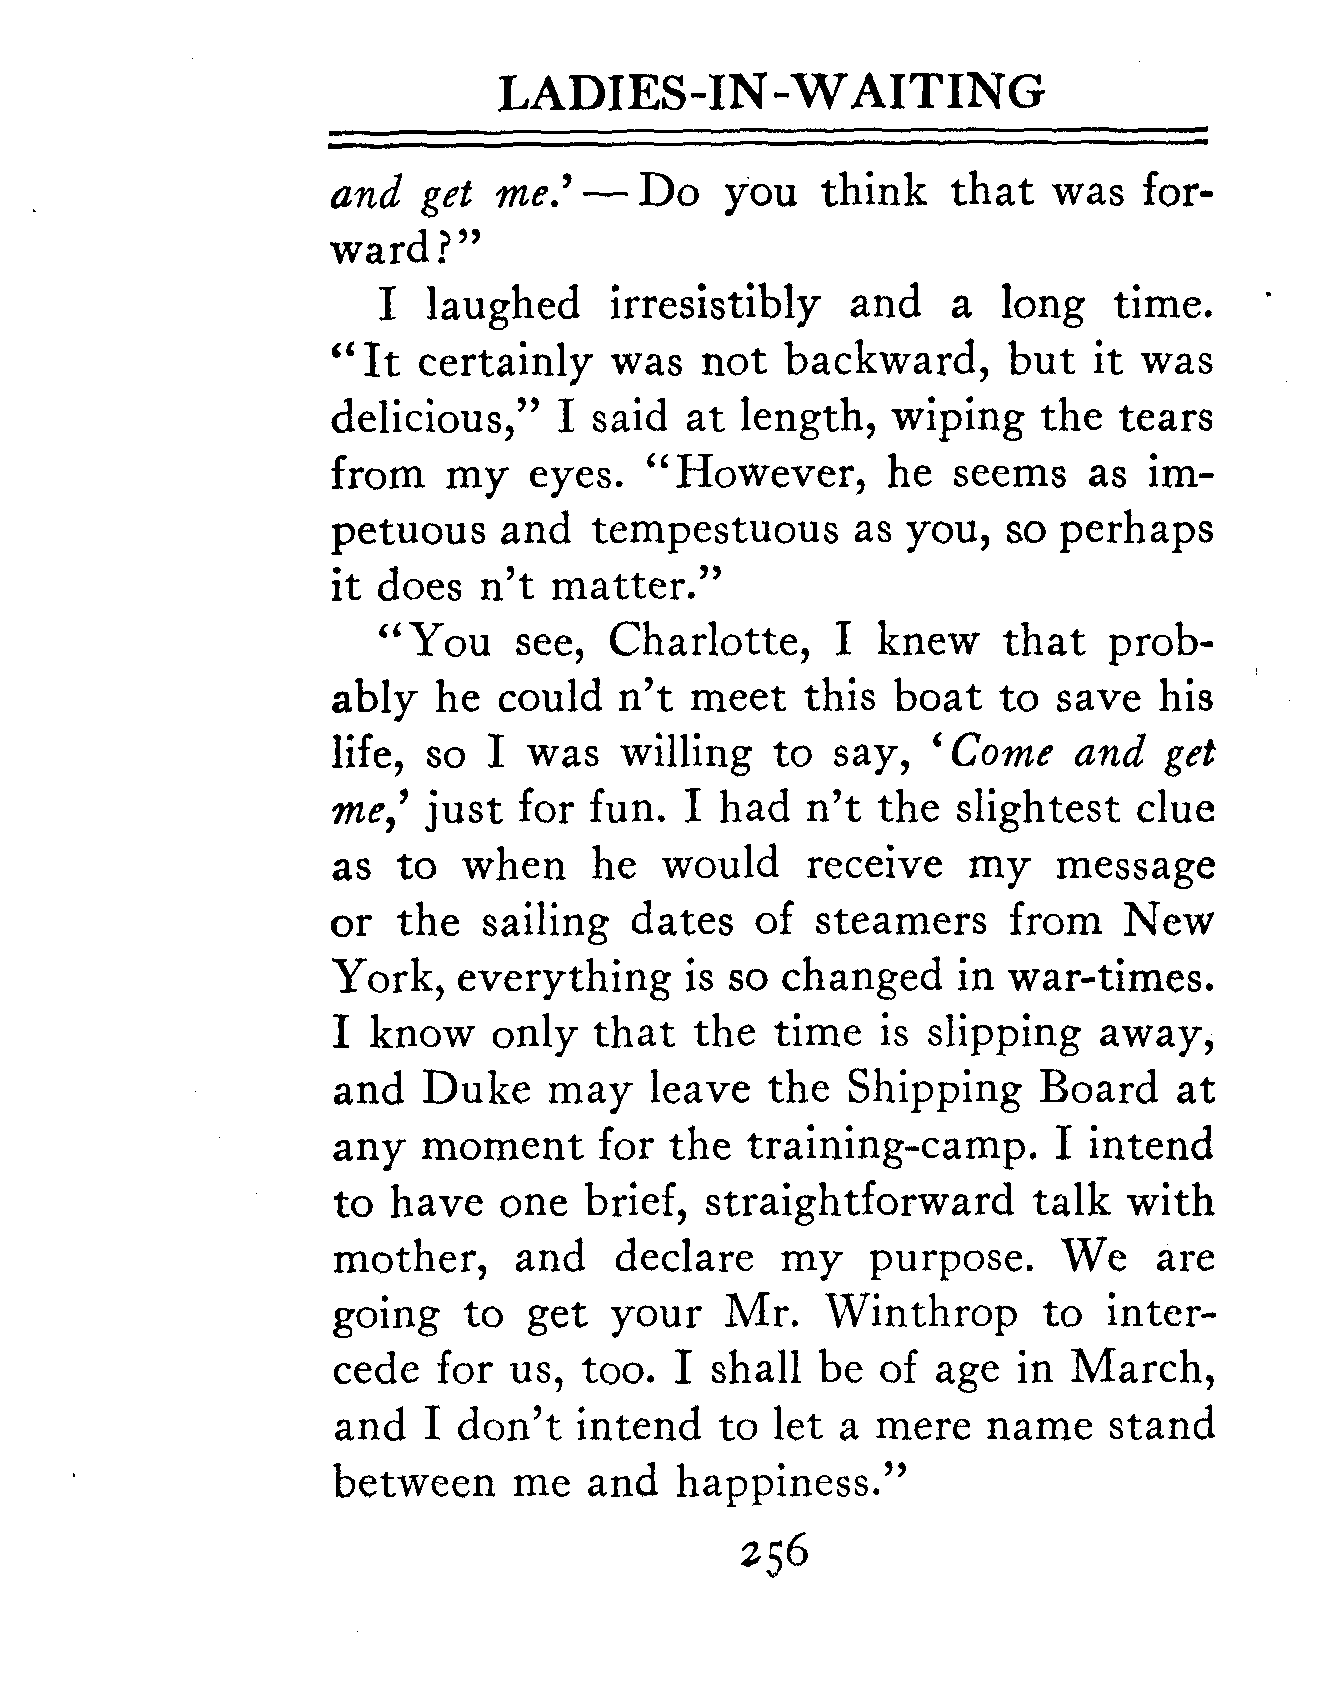 LADIES-IN-WAITING
and get me.’ — Do you think that was for-
ward?”
I laughed irresistibly and a long time.
“It certainly was not backward, but it was
delicious,” I said at length, wiping the tears
from my eyes. “However, he seems as im-
petuous and tempestuous as you, so perhaps
it does n’t matter.”
“You see, Charlotte, I knew that prob-
ably he could n’t meet this boat to save his
life, so I was willing to say, ‘Come and get
me,’ just for fun. I had n’t the slightest clue
as to when he would receive my message
or the sailing dates of steamers from New
York, everything is so changed in war-times.
I know only that the time is slipping away,
and Duke may leave the Shipping Board at
any moment for the training-camp. I intend
to have one brief, straightforward talk with
mother, and declare my purpose. We are
going to get your Mr. Winthrop to inter-
cede for us, too. I shall be of age in March,
and I don’t intend to let a mere name stand
between me and happiness.”
256